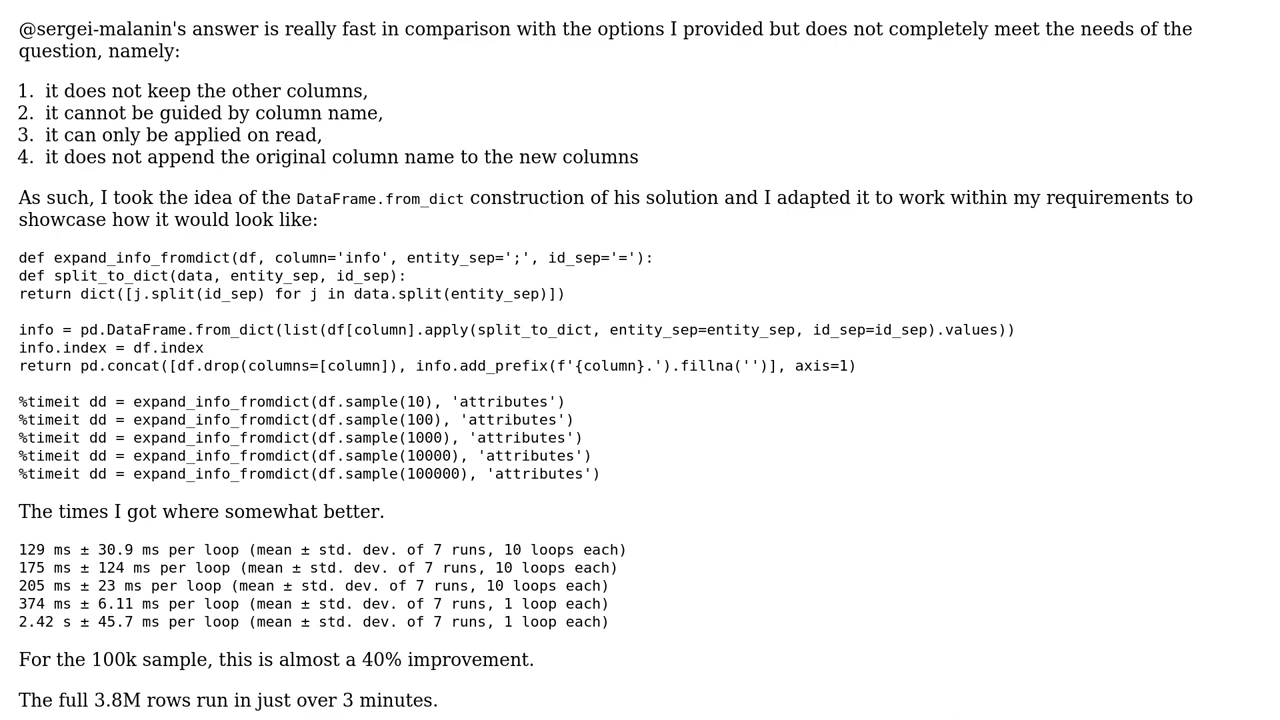 @sergei-malanin's answer is really fast in comparison with the options I provided but does not completely meet the needs of the
question, namely:
1. it does not keep the other columns,
2. it cannot be guided by column name,
3. it can only be applied on read,
4. it does not append the original column name to the new columns
As such, I took the idea of the DataFrame.from_dict construction of his solution and I adapted it to work within my requirements to
showcase how it would look like:
def expand_info_fromdict(df, column='info', entity_sep=';', id_sep='='):
def split_to_dict(data, entity_sep, id_sep):
return dict([j.split(id_sep) for j in data.split(entity_sep)])
info = pd.DataFrame.from_dict(list(df[column].apply(split_to_dict, entity_sep=entity_sep, id_sep=id_sep).values))
info.index = df.index
return pd.concat([df.drop(columns=[column]), info.add_prefix(f'{column}.').fillna('')], axis=1)
%timeit dd = expand_info_fromdict(df.sample(10), 'attributes')
%timeit dd = expand_info_fromdict(df.sample(100), 'attributes')
%timeit dd = expand_info_fromdict(df.sample(1000), 'attributes')
%timeit dd = expand_info_fromdict(df.sample(10000), 'attributes')
%timeit dd = expand_info_fromdict(df.sample(100000), 'attributes')
The times I got where somewhat better.
129 ms ± 30.9 ms per loop (mean ± std. dev. of 7 runs, 10 loops each)
175 ms ± 124 ms per loop (mean ± std. dev. of 7 runs, 10 loops each)
205 ms ± 23 ms per loop (mean ± std. dev. of 7 runs, 10 loops each)
374 ms ± 6.11 ms per loop (mean ± std. dev. of 7 runs, 1 loop each)
2.42 s ± 45.7 ms per loop (mean ± std. dev. of 7 runs, 1 loop each)
For the 100k sample, this is almost a 40% improvement.
The full 3.8M rows run in just over 3 minutes.